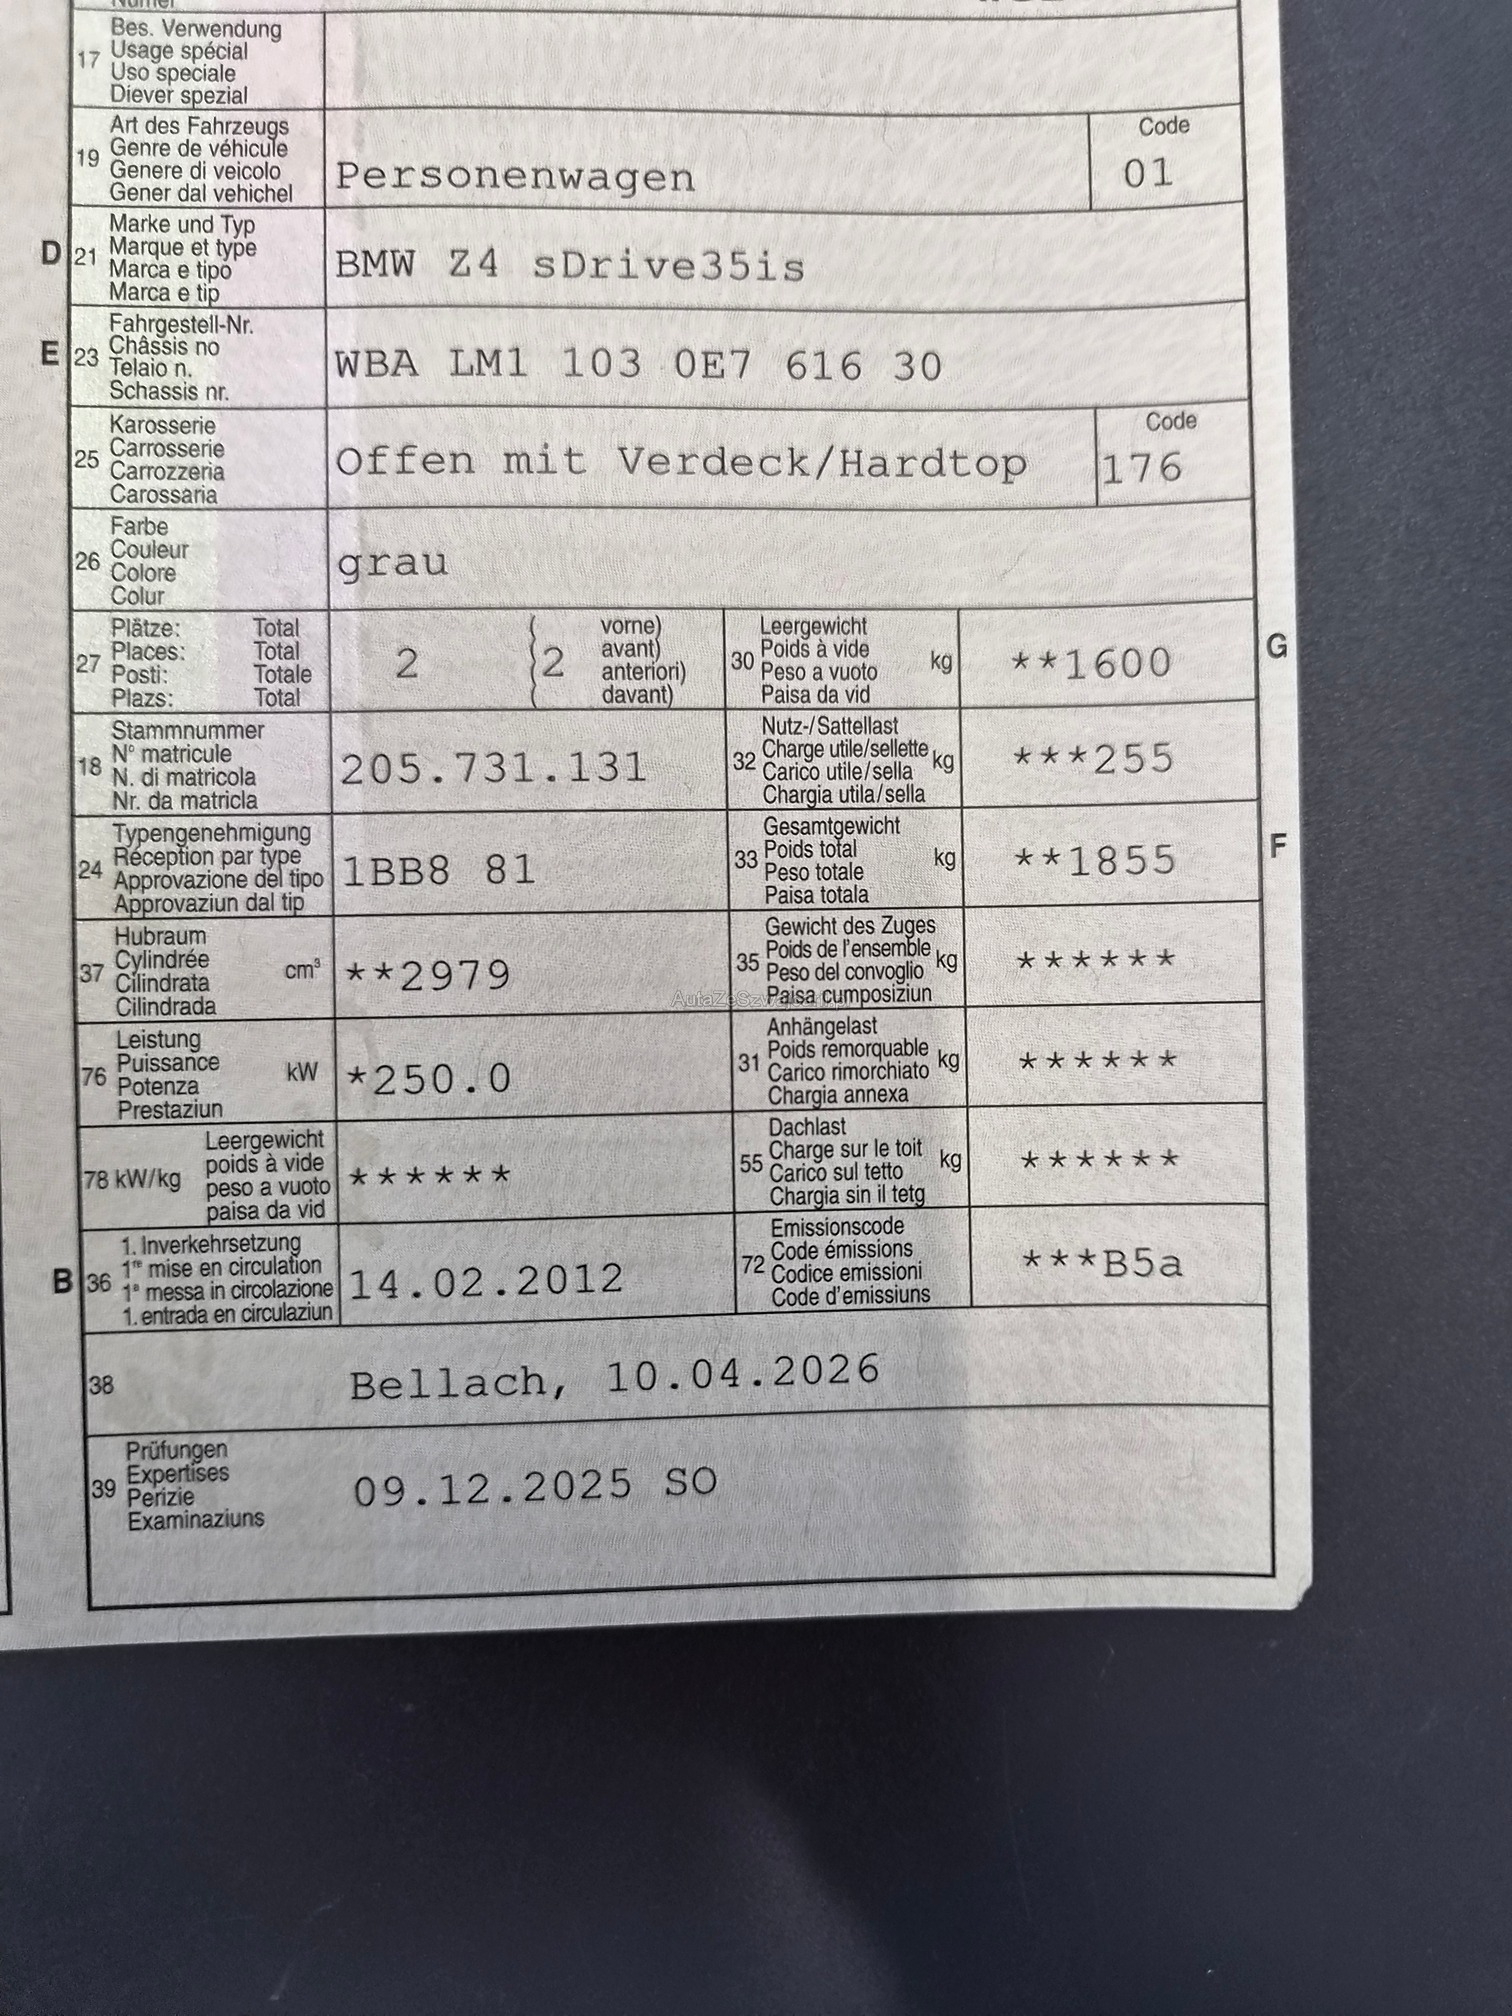 17
Bes. Verwendung
Usage spécial
Uso speciale
Diever spezial
19
Art des Fahrzeugs
Genre de véhicule
Genere di veicolo
Gener dal vehichel
Personenwagen
Code
01
D
21
Marke und Typ
Marque et type
Marca e tipo
Marca e tip
BMW Z4 sDrive35is
E
23
Fahrgestell-Nr.
Châssis no
Telaio n.
Schassis nr.
WBA LM1 103 0E7 616 30
25
Karosserie
Carrosserie
Carrozzeria
Carossaria
Offen mit Verdeck/Hardtop
Code
176
26
Farbe
Couleur
Colore
Colur
grau
27
Plätze: Total
Places: Total
Posti: Totale
Plazs: Total
2
2
vorne)
avant)
anteriori)
davant)
30
Leergewicht
Poids à vide
Peso a vuoto
Paisa da vid
kg
**1600
G
18
Stammnummer
N° matricule
N. di matricola
Nr. da matricla
205.731.131
32
Nutz-/Sattellast
Charge utile/sellette
Carico utile/sella
Chargia utila/sella
kg
***255
24
Typengenehmigung
Réception par type
Approvazione del tipo
Approvaziun dal tip
1BB8 81
33
Gesamtgewicht
Poids total
Peso totale
Paisa totala
kg
**1855
F
37
Hubraum
Cylindrée
Cilindrata
Cilindrada
cm³
**2979
35
Gewicht des Zuges
Poids de l'ensemble
Peso del convoglio
Paisa cumposiziun
kg
******
76
Leistung
Puissance
Potenza
Prestaziun
kW
*250.0
31
Anhängelast
Poids remorquable
Carico rimorchiato
Chargia annexa
kg
******
78 kW/kg
Leergewicht
poids à vide
peso a vuoto
paisa da vid
******
55
Dachlast
Charge sur le toit
Carico sul tetto
Chargia sin il tetg
kg
******
B
36
1. Inverkehrsetzung
1re mise en circulation
1a messa in circolazione
1. entrada en circulaziun
14.02.2012
72
Emissionscode
Code émissions
Codice emissioni
Code d'emissiuns
***B5a
38
Bellach, 10.04.2026
39
Prüfungen
Expertises
Perizie
Examinaziuns
09.12.2025 SO